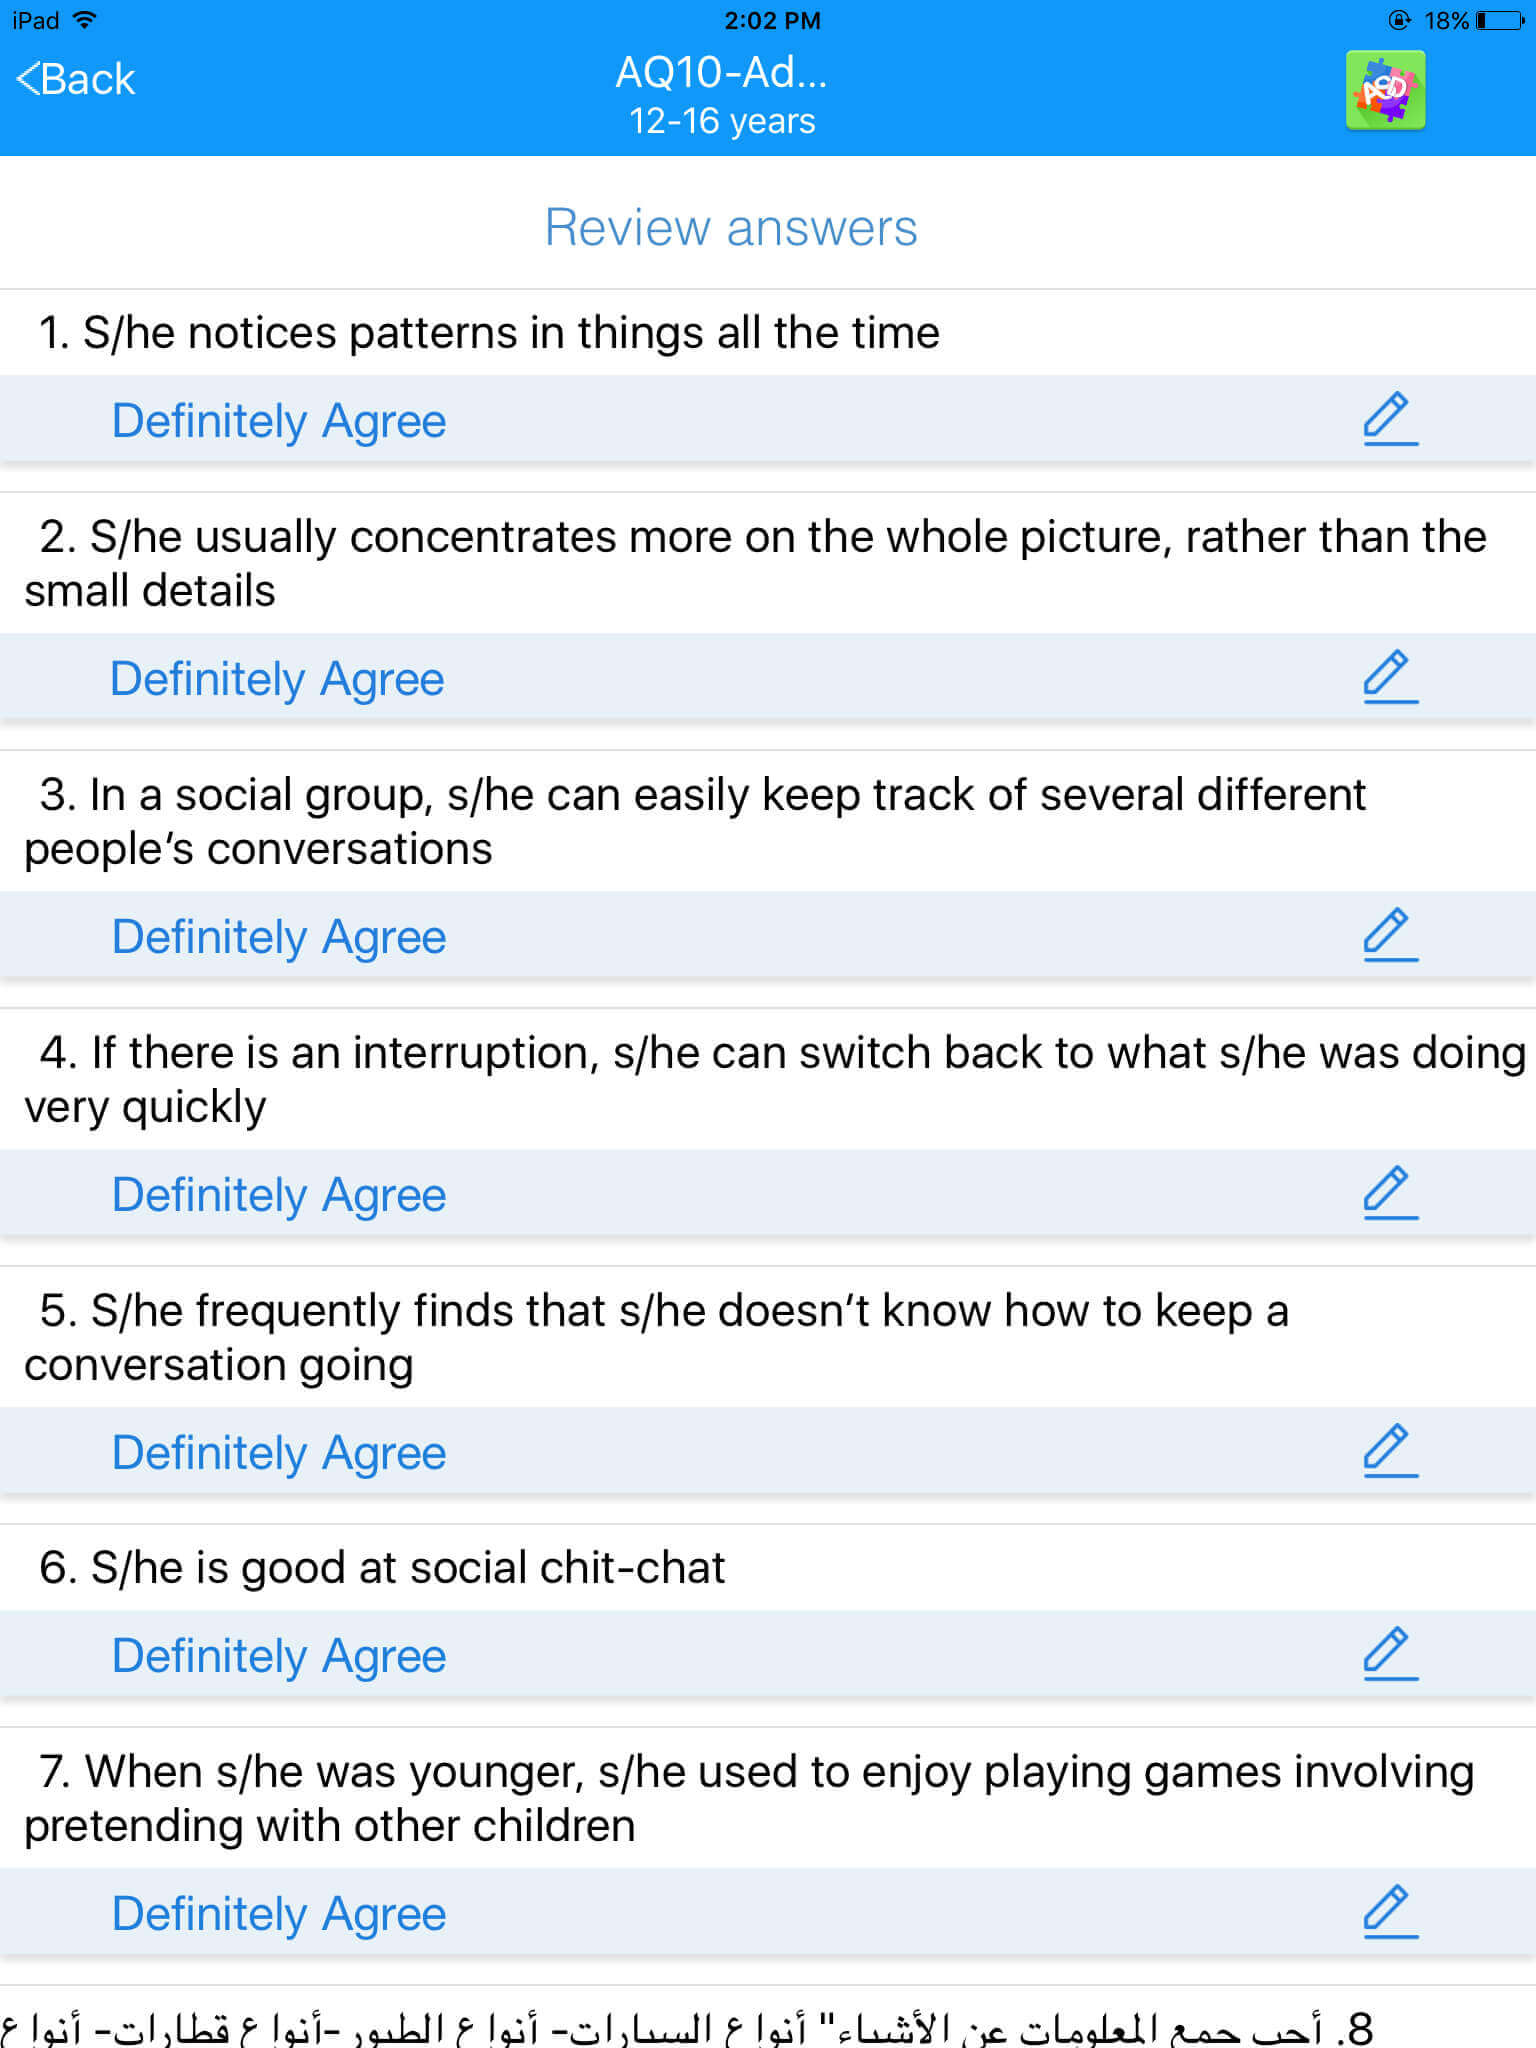 iPad
2:02 PM
18%
Back
AQ10-Ad...
12-16 years
ASD
Review answers
1. S/he notices patterns in things all the time
Definitely Agree
2. S/he usually concentrates more on the whole picture, rather than the
small details
Definitely Agree
3. In a social group, s/he can easily keep track of several different
people’s conversations
Definitely Agree
4. If there is an interruption, s/he can switch back to what s/he was doing
very quickly
Definitely Agree
5. S/he frequently finds that s/he doesn’t know how to keep a
conversation going
Definitely Agree
6. S/he is good at social chit-chat
Definitely Agree
7. When s/he was younger, s/he used to enjoy playing games involving
pretending with other children
Definitely Agree
8. أحب جمع المعلومات عن الأشياء" أنواع السيارات- أنواع الطيور -أنواع قطارات- أنواع